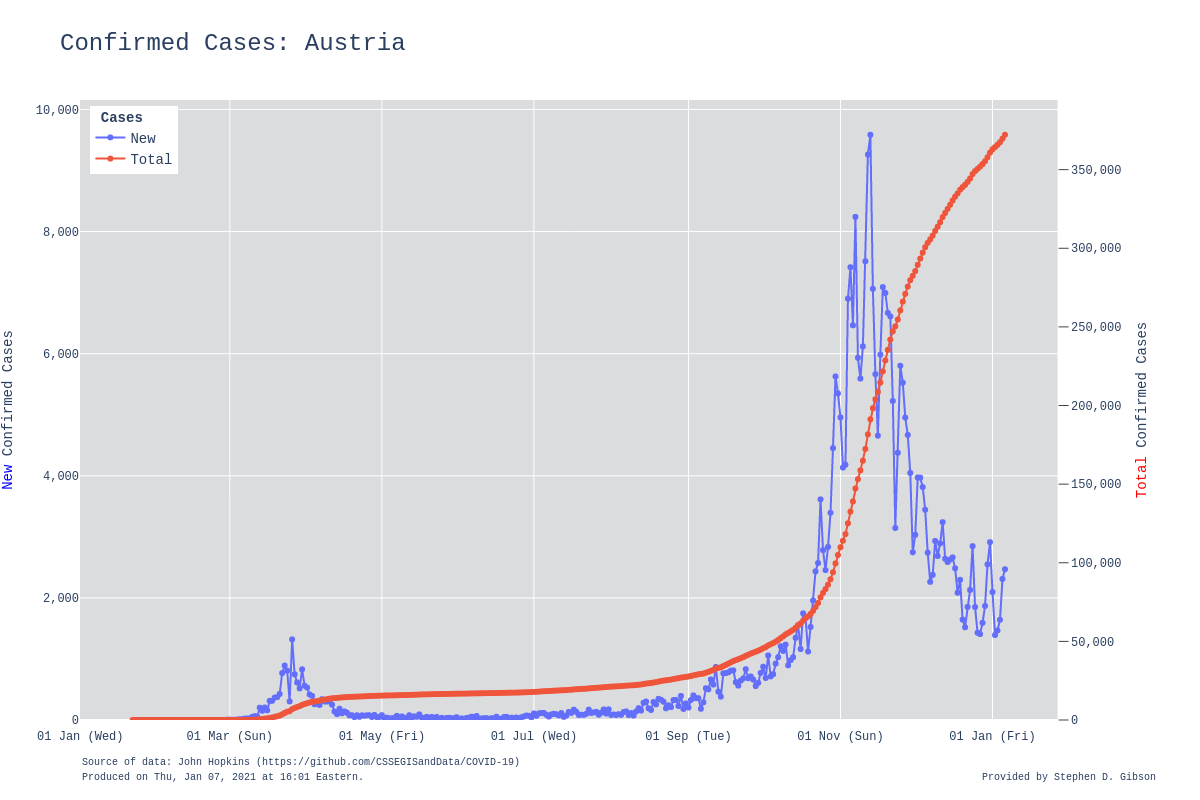 Confirmed Cases: Austria
Cases
New
Total
10,000
8,000
6,000
4,000
2,000
0
New Confirmed Cases
350,000
300,000
250,000
200,000
150,000
100,000
50,000
0
Total Confirmed Cases
01 Jan (Wed) 01 Mar (Sun) 01 May (Fri) 01 Jul (Wed) 01 Sep (Tue) 01 Nov (Sun) 01 Jan (Fri)
Source of data: John Hopkins (https://github.com/CSSEGISandData/COVID-19)
Produced on Thu, Jan 07, 2021 at 16:01 Eastern.
Provided by Stephen D. Gibson